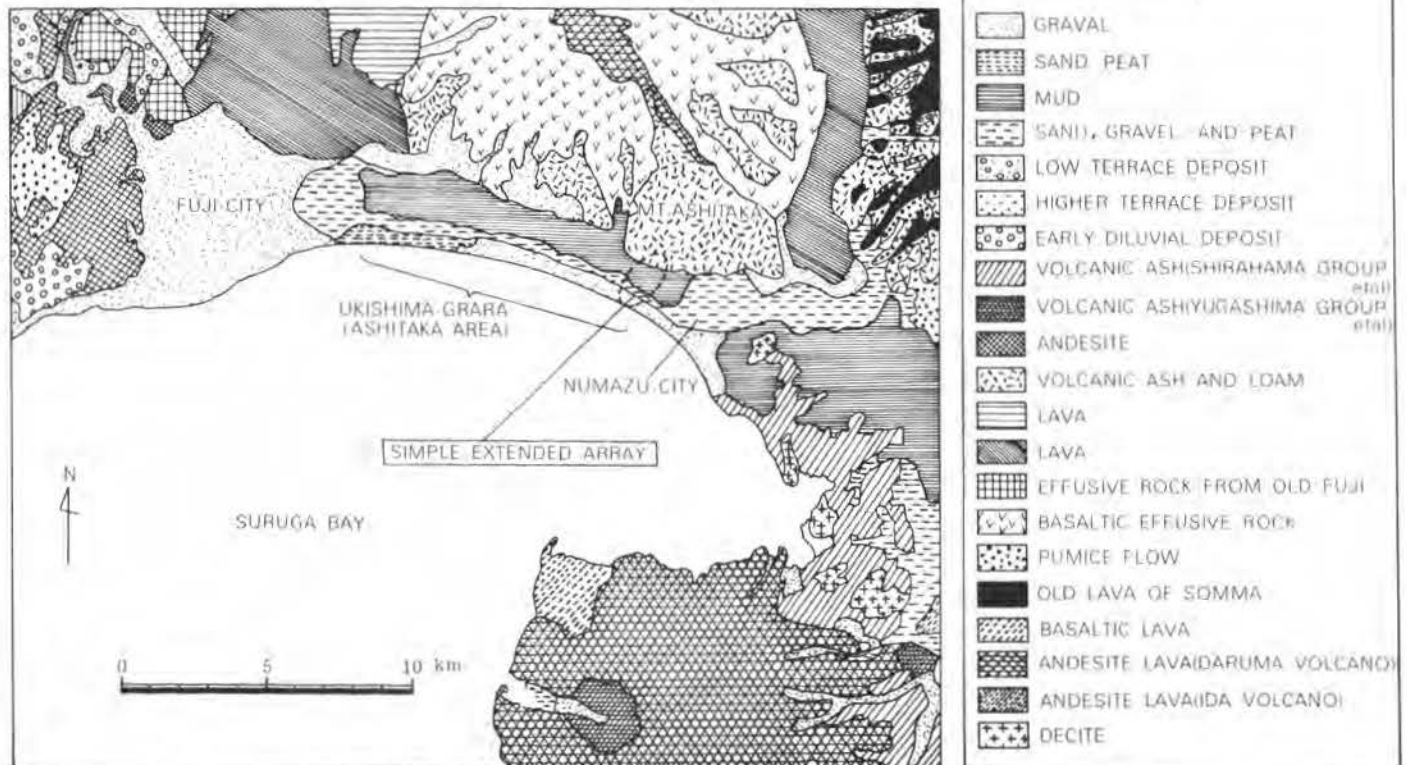 FUJI CITY
MT.ASHITAKA
UKISHIMA-GRARA
(ASHITAKA AREA)
NUMAZU CITY
SIMPLE EXTENDED ARRAY
N
SURUGA BAY
0 5 10 km
GRAVAL
SAND PEAT
MUD
SAND, GRAVEL AND PEAT
LOW TERRACE DEPOSIT
HIGHER TERRACE DEPOSIT
EARLY DILUVIAL DEPOSIT
VOLCANIC ASH(SHIRAHAMA GROUP
etal)
VOLCANIC ASH(YUGASHIMA GROUP
etal)
ANDESITE
VOLCANIC ASH AND LOAM
LAVA
LAVA
EFFUSIVE ROCK FROM OLD FUJI
BASALTIC EFFUSIVE ROCK
PUMICE FLOW
OLD LAVA OF SOMMA
BASALTIC LAVA
ANDESITE LAVA(DARUMA VOLCANO)
ANDESITE LAVA(IDA VOLCANO)
DECITE